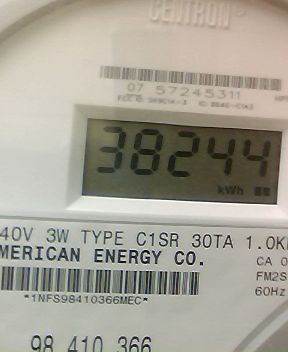 CENTRON
07 57245311
38244
kWh
40V 3W TYPE C1SR 30TA 1.0K
MERICAN ENERGY CO.
CA 0
FM2S
*1NFS98410366MEC*
60Hz
98 410 366